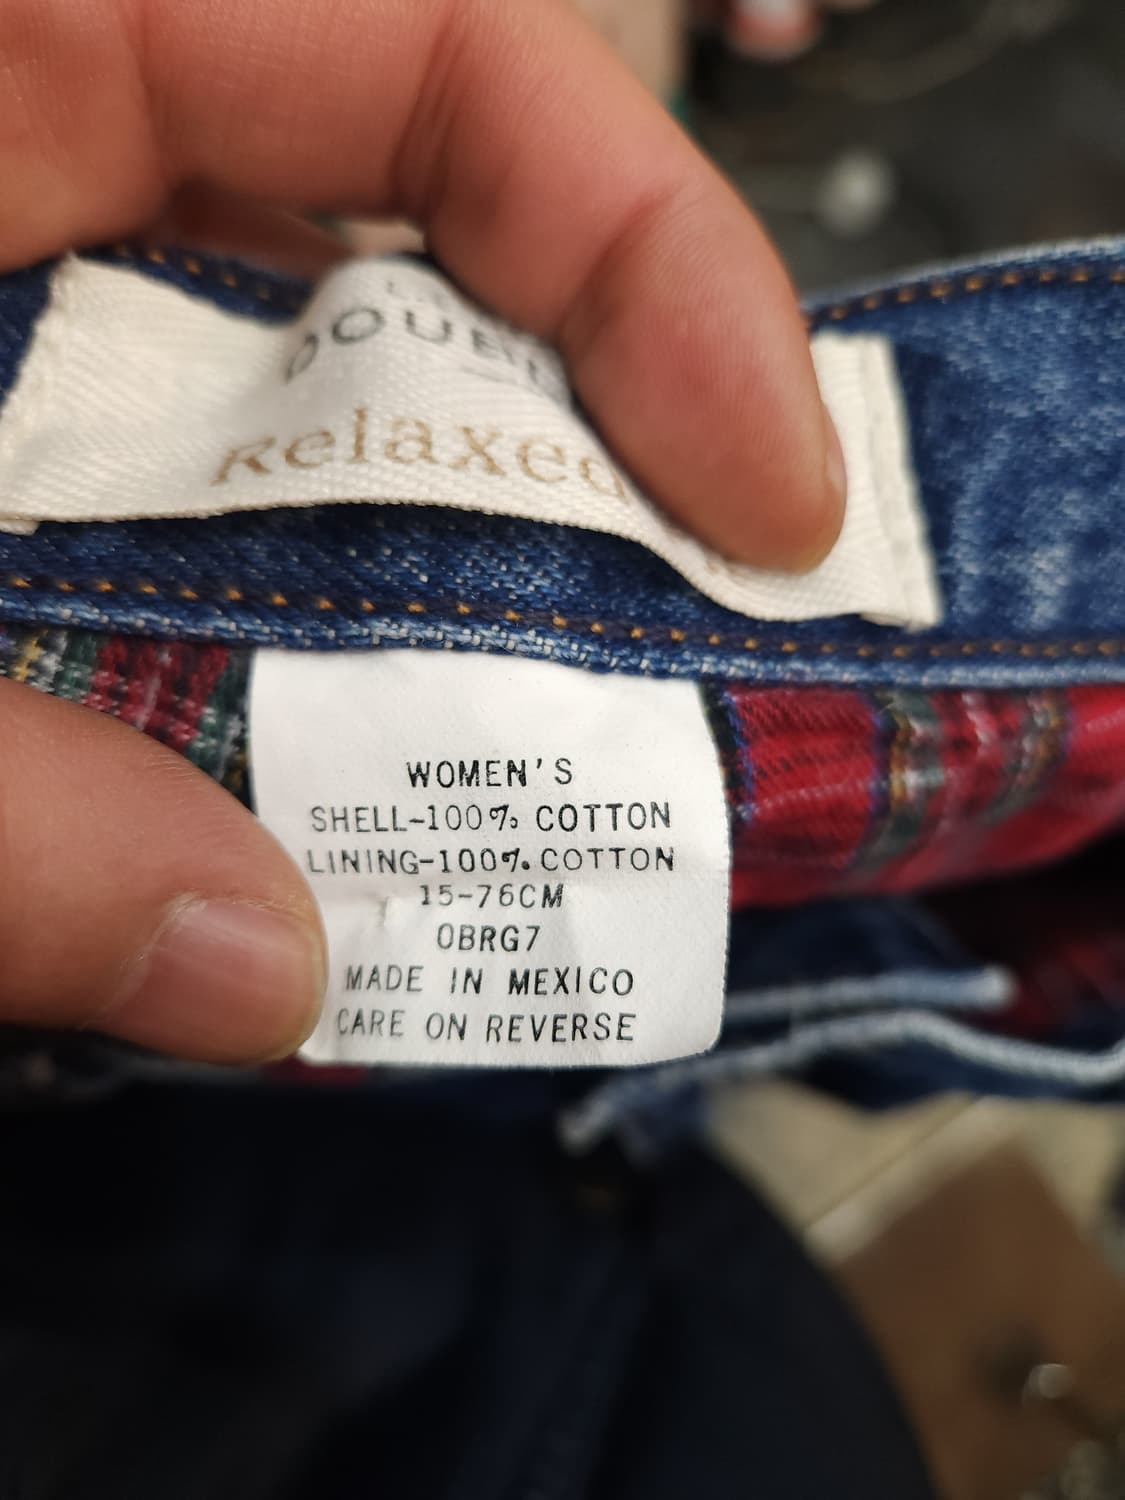 Relaxed
WOMEN'S
SHELL-100% COTTON
LINING-100% COTTON
15-76CM
0BRG7
MADE IN MEXICO
CARE ON REVERSE